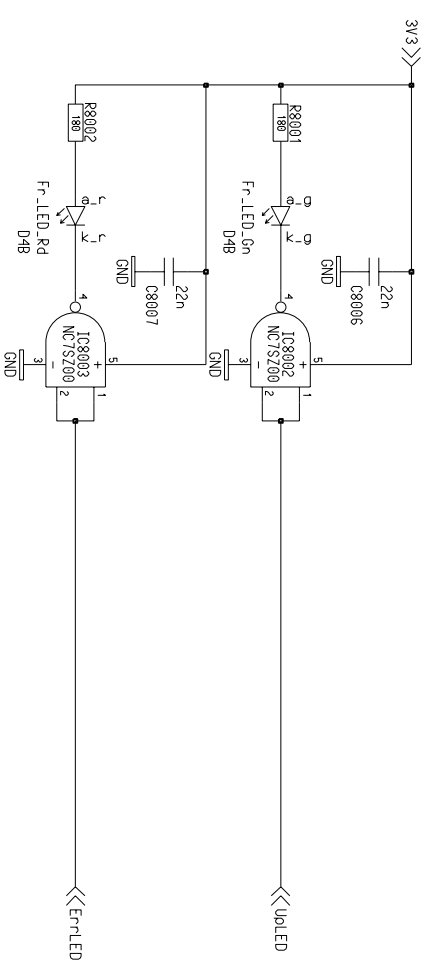 3V3
R8001
180
a_g
k_g
Fr_LED_Gn
D4B
22n
C8006
GND
4
5
IC8002
NC7SZ00
+
-
3
GND
1
2
UpLED
R8002
180
a_r
k_r
Fr_LED_Rd
D4B
22n
C8007
GND
4
5
IC8003
NC7SZ00
+
-
3
GND
1
2
ErrLED